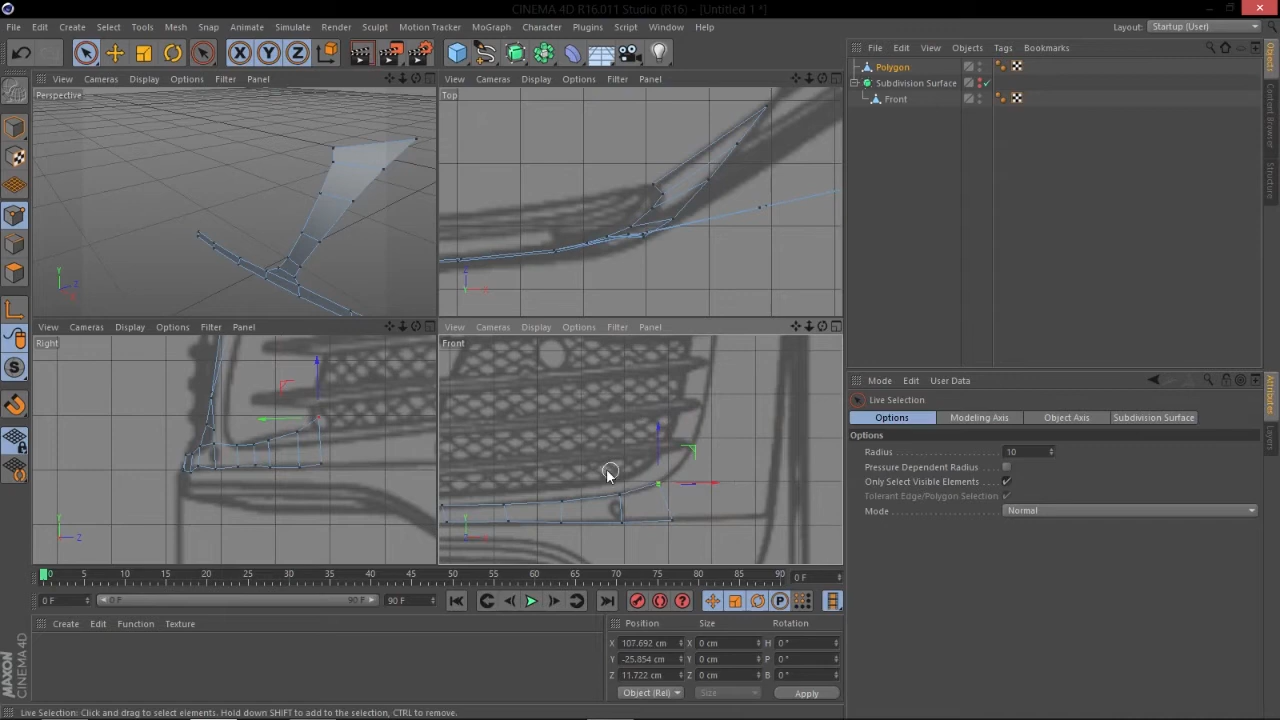 CINEMA 4D R16.011 Studio (R16) - [Untitled 1 *]
File Edit Create Select Tools Mesh Snap Animate Simulate Render Sculpt Motion Tracker MoGraph Character Plugins Script Window Help Layout: Startup (User)
X Y Z
File Edit View Objects Tags Bookmarks
View Cameras Display Options Filter Panel View Cameras Display Options Filter Panel
Perspective Top
Polygon
Subdivision Surface
Front
Objects
Content Browser
Structure
Y Z X
Z X
View Cameras Display Options Filter Panel View Cameras Display Options Filter Panel
Right Front
Y Z
Y X
Mode Edit User Data
Live Selection
Options Modeling Axis Object Axis Subdivision Surface
Options
Radius 10
Pressure Dependent Radius
Only Select Visible Elements
Tolerant Edge/Polygon Selection
Mode Normal
Attributes
Layers
0 5 10 15 20 25 30 35 40 45 50 55 60 65 70 75 80 85 90 0 F
0 F 0 F 90 F 90 F
Create Edit Function Texture
Position Size Rotation
X 107.692 cm X 0 cm H 0 °
Y -25.854 cm Y 0 cm P 0 °
Z 11.722 cm Z 0 cm B 0 °
Object (Rel) Size Apply
MAXON CINEMA 4D
Live Selection: Click and drag to select elements. Hold down SHIFT to add to the selection, CTRL to remove.